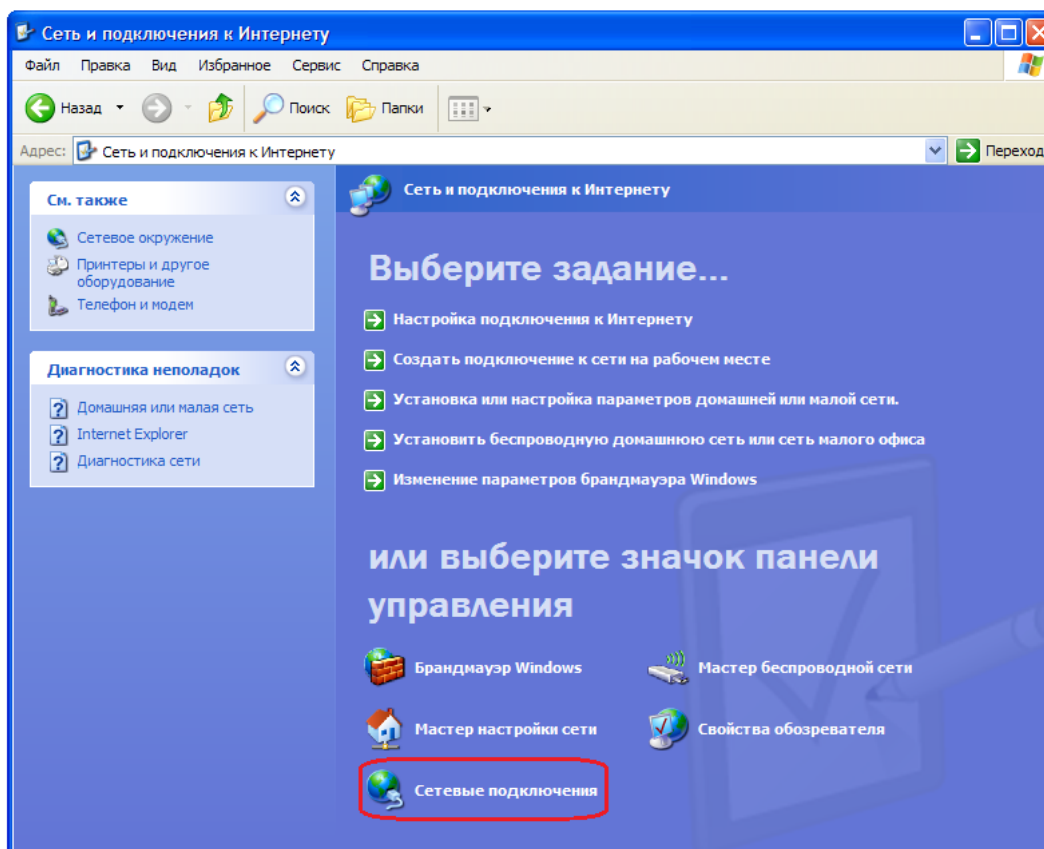 Сеть и подключения к Интернету
Файл Правка Вид Избранное Сервис Справка
Назад Поиск Папки
Адрес: Сеть и подключения к Интернету Переход
См. также
Сетевое окружение
Принтеры и другое
оборудование
Телефон и модем
Диагностика неполадок
Домашняя или малая сеть
Internet Explorer
Диагностика сети
Сеть и подключения к Интернету
Выберите задание...
Настройка подключения к Интернету
Создать подключение к сети на рабочем месте
Установка или настройка параметров домашней или малой сети.
Установить беспроводную домашнюю сеть или сеть малого офиса
Изменение параметров брандмауэра Windows
или выберите значок панели
управления
Брандмауэр Windows Мастер беспроводной сети
Мастер настройки сети Свойства обозревателя
Сетевые подключения